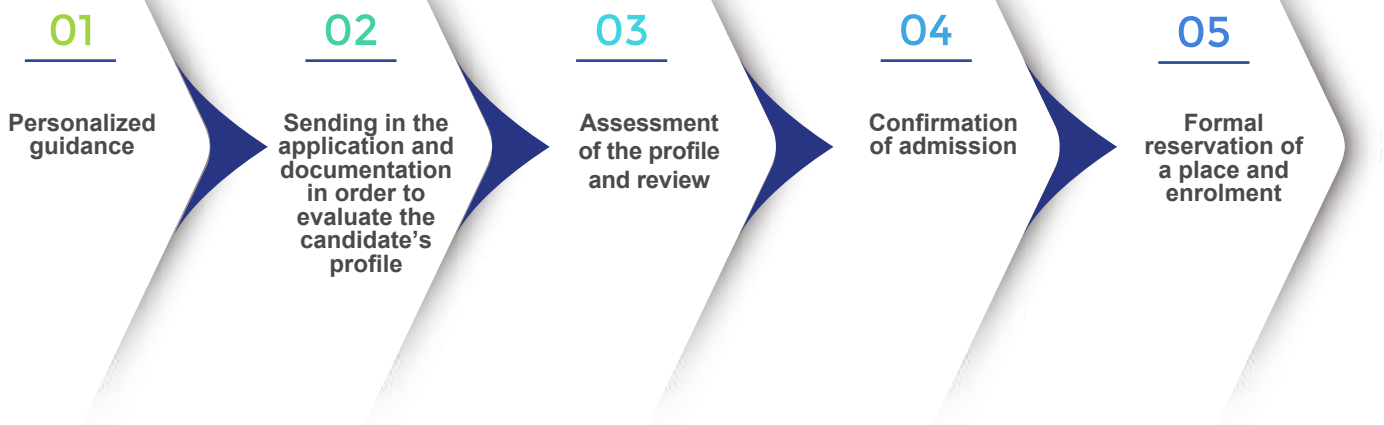 01
Personalized
guidance
02
Sending in the
application and
documentation
in order to
evaluate the
candidate’s
profile
03
Assessment
of the profile
and review
04
Confirmation
of admission
05
Formal
reservation of
a place and
enrolment